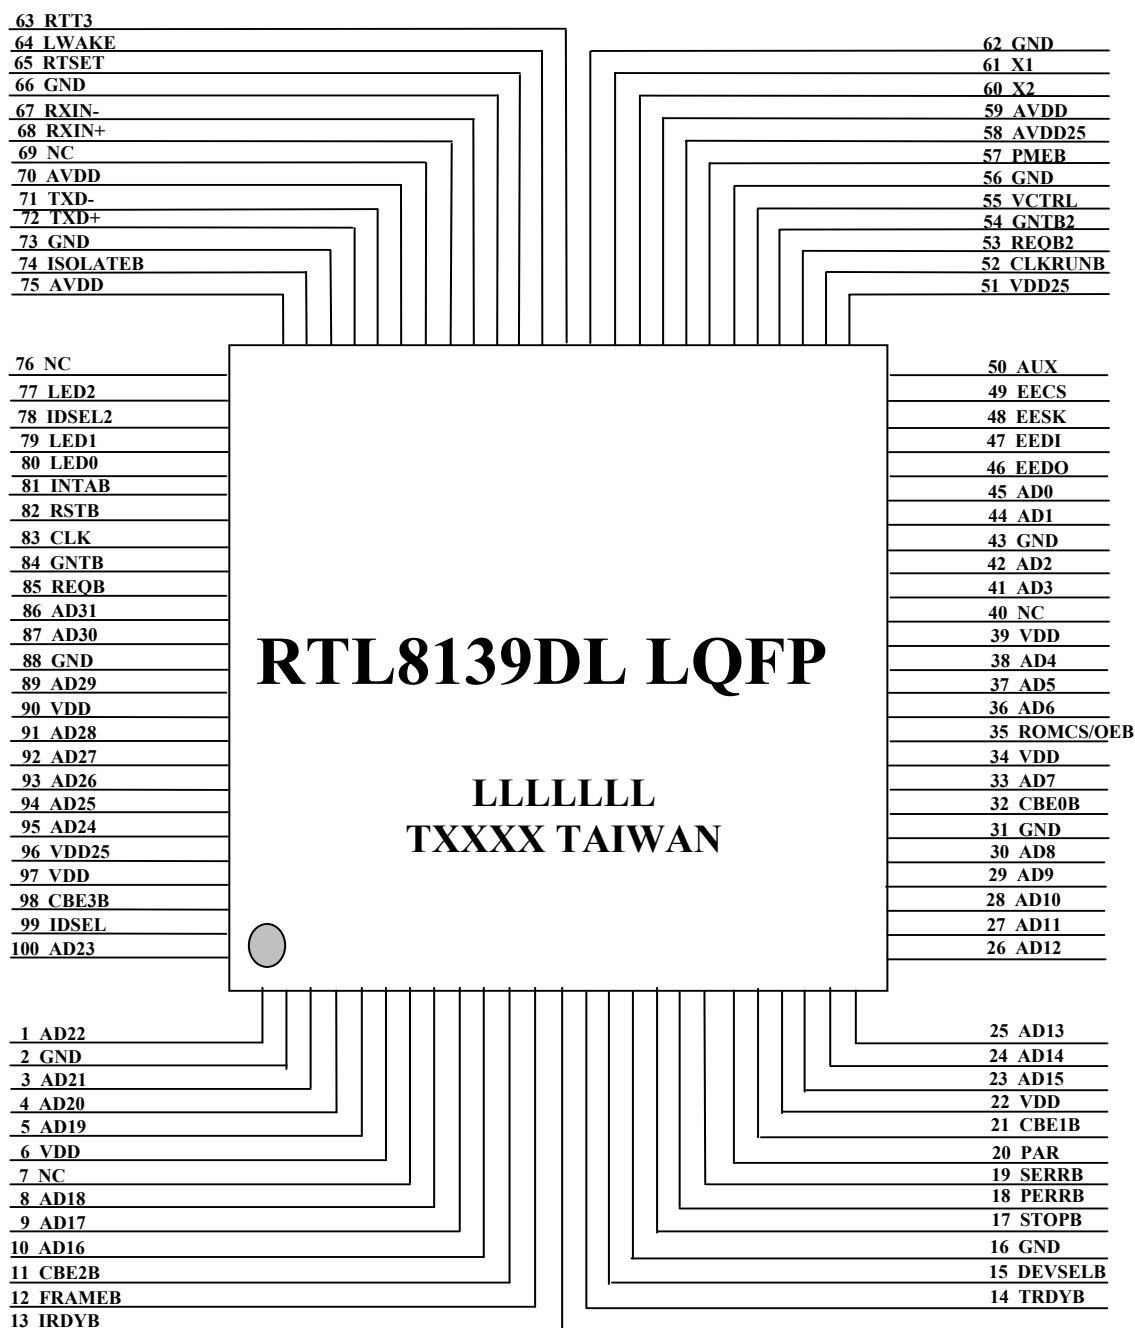 63 RTT3
64 LWAKE
65 RTSET
66 GND
67 RXIN-
68 RXIN+
69 NC
70 AVDD
71 TXD-
72 TXD+
73 GND
74 ISOLATEB
75 AVDD
62 GND
61 X1
60 X2
59 AVDD
58 AVDD25
57 PMEB
56 GND
55 VCTRL
54 GNTB2
53 REQB2
52 CLKRUNB
51 VDD25
76 NC
77 LED2
78 IDSEL2
79 LED1
80 LED0
81 INTAB
82 RSTB
83 CLK
84 GNTB
85 REQB
86 AD31
87 AD30
88 GND
89 AD29
90 VDD
91 AD28
92 AD27
93 AD26
94 AD25
95 AD24
96 VDD25
97 VDD
98 CBE3B
99 IDSEL
100 AD23
RTL8139DL LQFP
LLLLLLL
TXXXX TAIWAN
50 AUX
49 EECS
48 EESK
47 EEDI
46 EEDO
45 AD0
44 AD1
43 GND
42 AD2
41 AD3
40 NC
39 VDD
38 AD4
37 AD5
36 AD6
35 ROMCS/OEB
34 VDD
33 AD7
32 CBE0B
31 GND
30 AD8
29 AD9
28 AD10
27 AD11
26 AD12
1 AD22
2 GND
3 AD21
4 AD20
5 AD19
6 VDD
7 NC
8 AD18
9 AD17
10 AD16
11 CBE2B
12 FRAMEB
13 IRDYB
25 AD13
24 AD14
23 AD15
22 VDD
21 CBE1B
20 PAR
19 SERRB
18 PERRB
17 STOPB
16 GND
15 DEVSELB
14 TRDYB